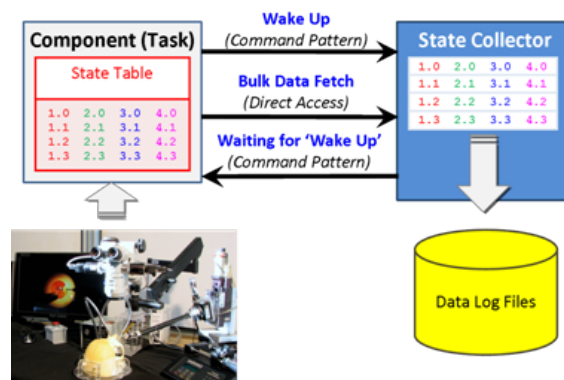 Wake Up
(Command Pattern)
Component (Task)
State Table
1.0 2.0 3.0 4.0
1.1 2.1 3.1 4.1
1.2 2.2 3.2 4.2
1.3 2.3 3.3 4.3
Bulk Data Fetch
(Direct Access)
Waiting for ‘Wake Up’
(Command Pattern)
State Collector
1.0 2.0 3.0 4.0
1.1 2.1 3.1 4.1
1.2 2.2 3.2 4.2
1.3 2.3 3.3 4.3
Data Log Files